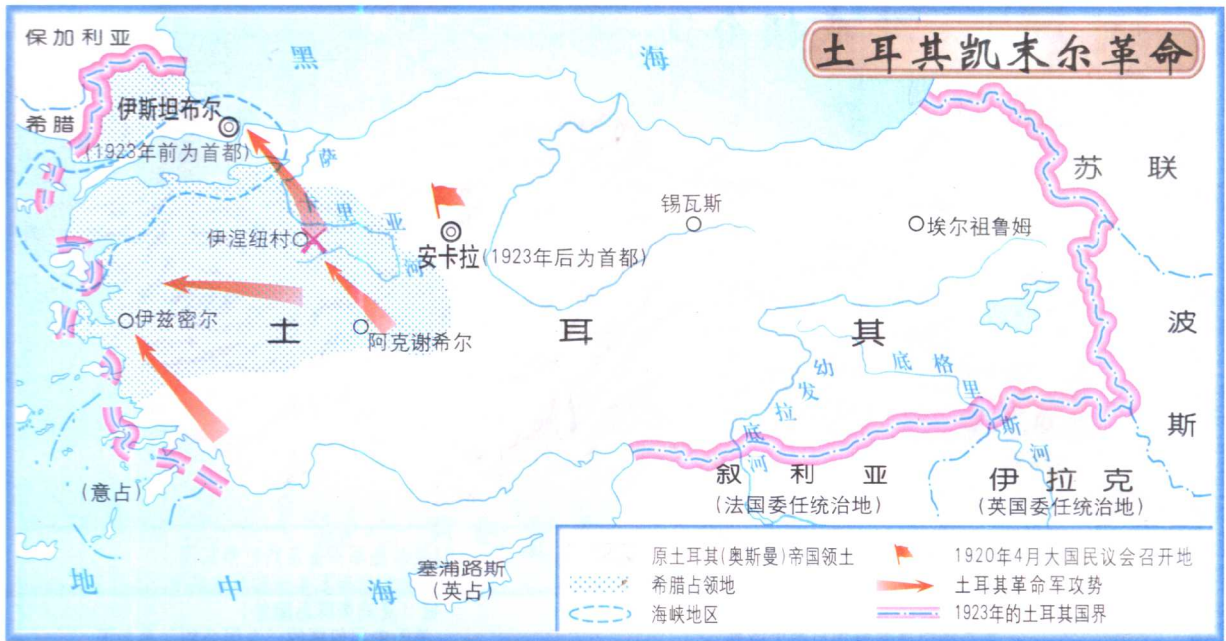 土耳其凯末尔革命
保加利亚
黑海
希腊
伊斯坦布尔
(1923年前为首都)
萨卡里亚河
苏联
锡瓦斯
埃尔祖鲁姆
伊涅纽村
安卡拉(1923年后为首都)
伊兹密尔
阿克谢希尔
土耳其
波斯
幼发拉底河
底格里斯河
叙利亚
(法国委任统治地)
伊拉克
(英国委任统治地)
(意占)
地中海
塞浦路斯
(英占)
原土耳其(奥斯曼)帝国领土
希腊占领地
海峡地区
1920年4月大国民议会召开地
土耳其革命军攻势
1923年的土耳其国界